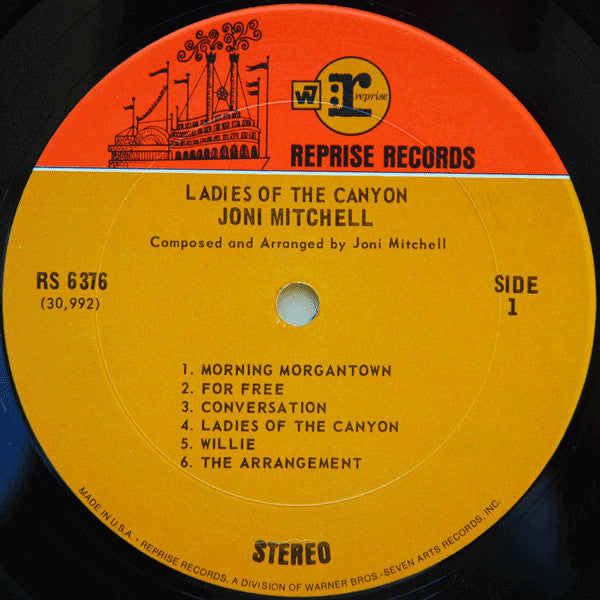 W7 :r reprise
REPRISE RECORDS
LADIES OF THE CANYON
JONI MITCHELL
Composed and Arranged by Joni Mitchell
RS 6376
(30,992)
SIDE
1
1. MORNING MORGANTOWN
2. FOR FREE
3. CONVERSATION
4. LADIES OF THE CANYON
5. WILLIE
6. THE ARRANGEMENT
STEREO
MADE IN U.S.A. · REPRISE RECORDS, A DIVISION OF WARNER BROS.-SEVEN ARTS RECORDS, INC.